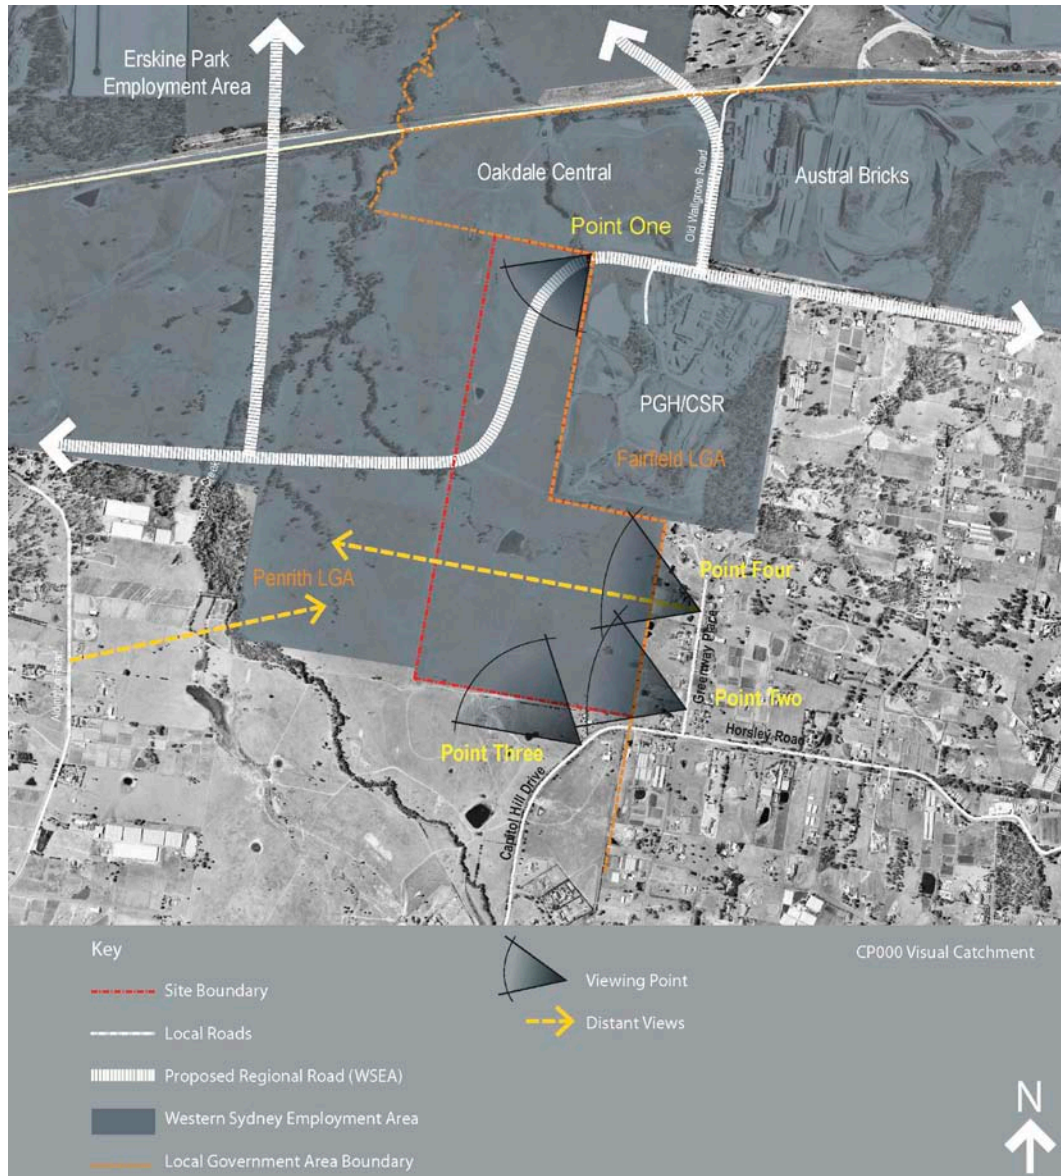 Erskine Park
Employment Area
Oakdale Central
Old Wallgrove Road
Austral Bricks
Point One
PGH/CSR
Fairfield LGA
Penrith LGA
Point Four
Greenway Place
Point Two
Horsley Road
Point Three
Capitol Hill Drive
Key
Site Boundary
Local Roads
Proposed Regional Road (WSEA)
Western Sydney Employment Area
Local Government Area Boundary
Viewing Point
Distant Views
CP000 Visual Catchment
N